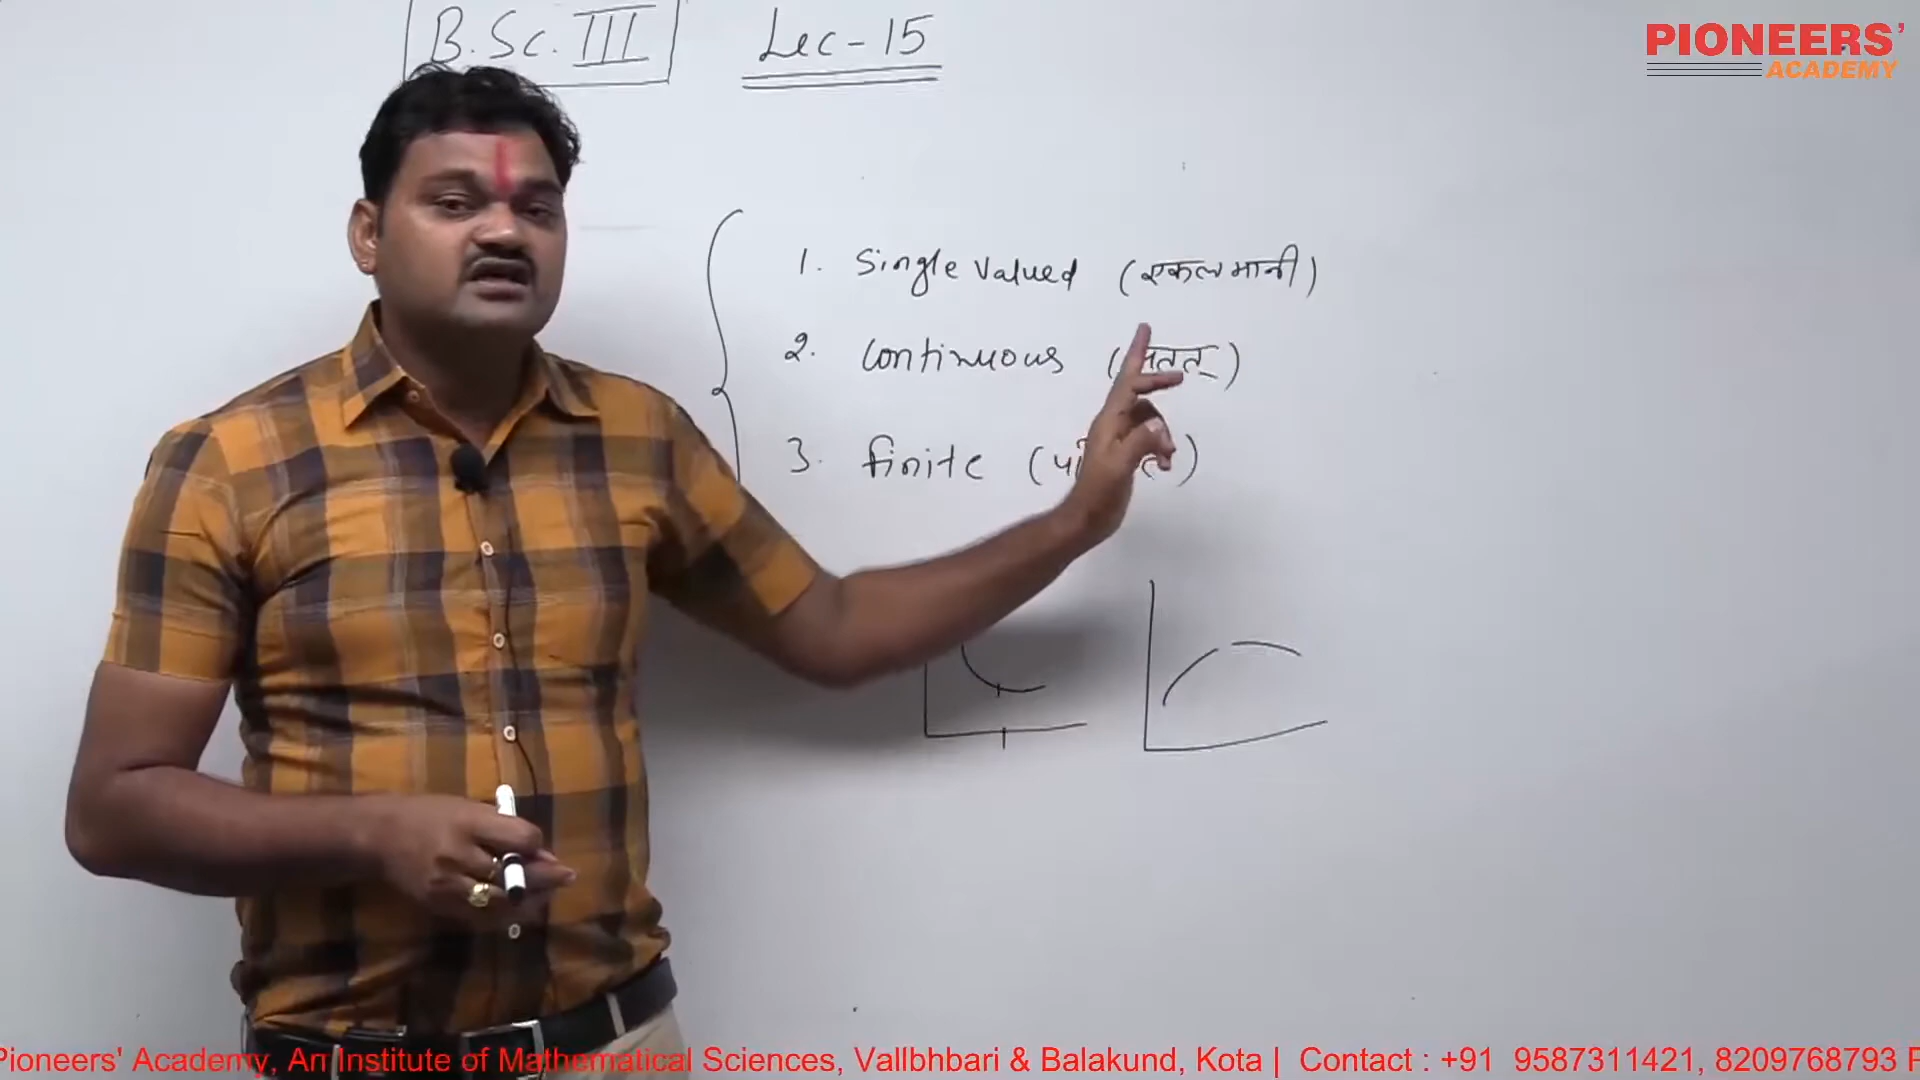 B.Sc. III Lec-15
PIONEERS'
ACADEMY
1. Single valued (एकलमानी)
2. continuous
3. finite
Pioneers' Academy, An Institute of Mathematical Sciences, Vallbhbari & Balakund, Kota | Contact : +91 9587311421, 8209768793